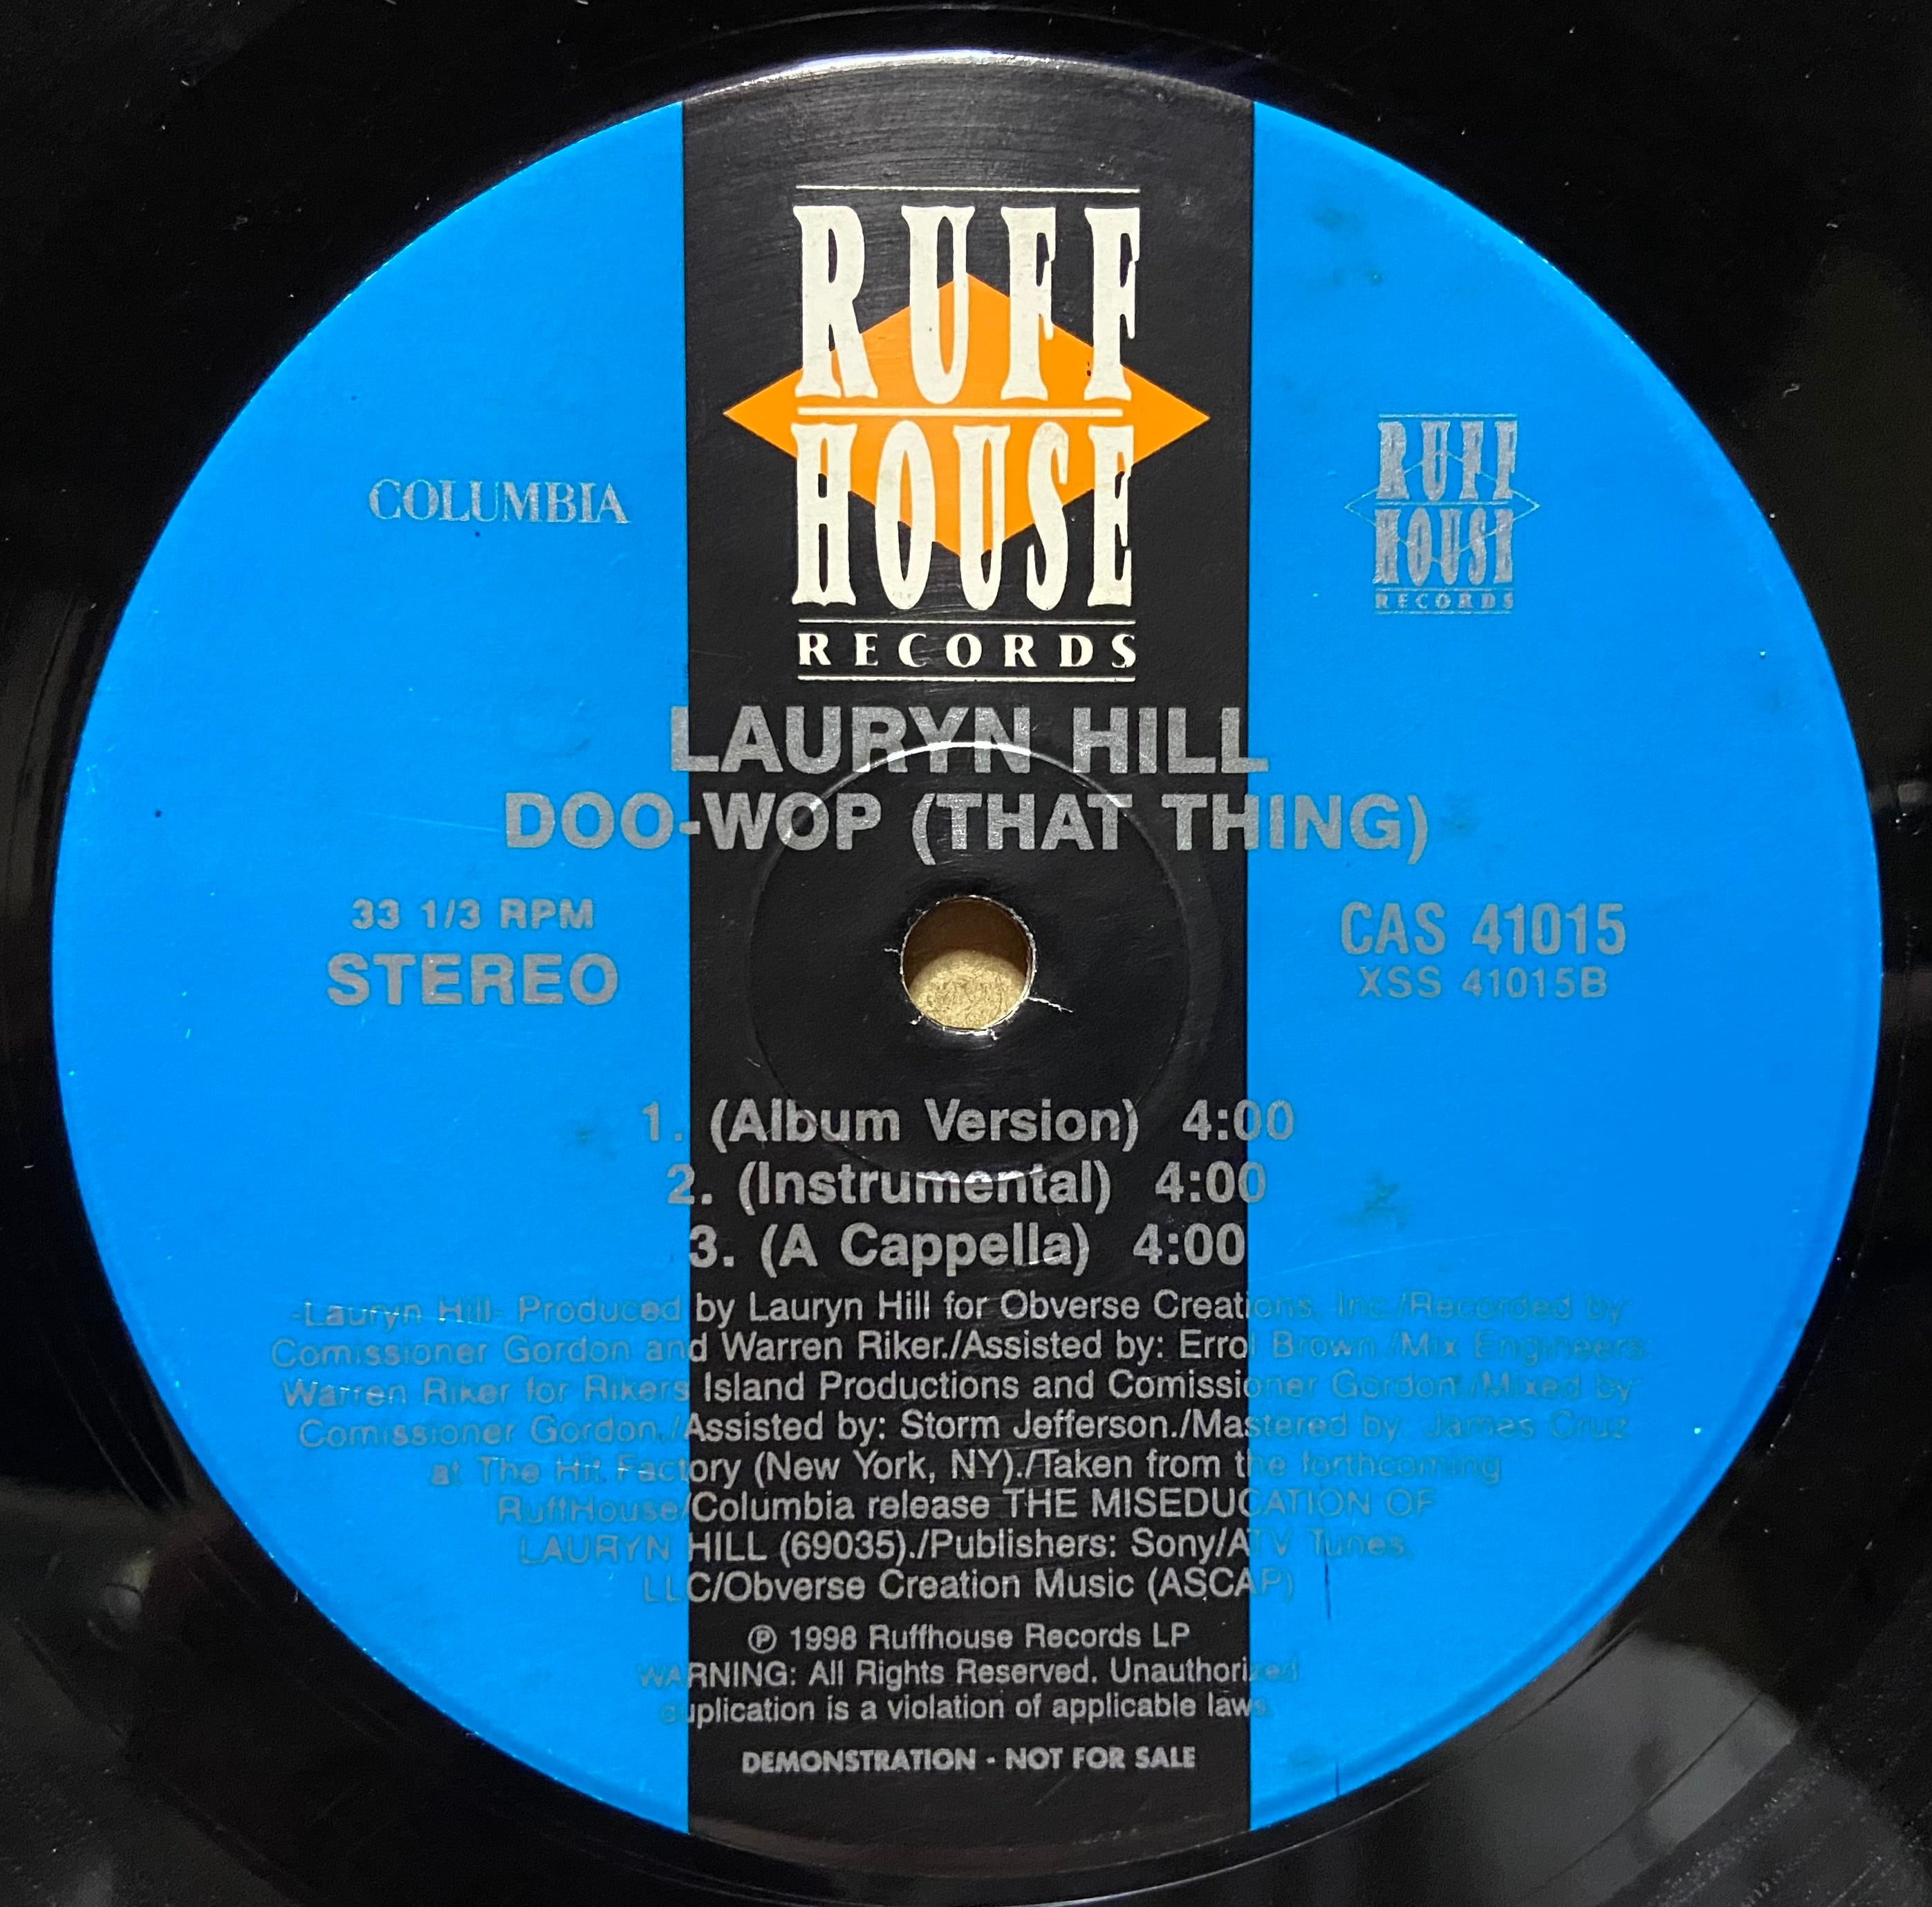 RUFF
HOUSE
RECORDS
COLUMBIA
RUFF
HOUSE
RECORDS
LAURYN HILL
DOO-WOP (THAT THING)
33 1/3 RPM
STEREO
CAS 41015
XSS 41015B
1. (Album Version) 4:00
2. (Instrumental) 4:00
3. (A Cappella) 4:00
-Lauryn Hill- Produced by Lauryn Hill for Obverse Creations, Inc./Recorded by
Comissioner Gordon and Warren Riker./Assisted by: Errol Brown./Mix Engineers:
Warren Riker for Rikers Island Productions and Comissioner Gordon./Mixed by:
Comissioner Gordon./Assisted by: Storm Jefferson./Mastered by: James Cruz
at The Hit Factory (New York, NY)./Taken from the forthcoming
RuffHouse/Columbia release THE MISEDUCATION OF
LAURYN HILL (69035)./Publishers: Sony/ATV Tunes,
LLC/Obverse Creation Music (ASCAP)
℗ 1998 Ruffhouse Records LP
WARNING: All Rights Reserved. Unauthorized
duplication is a violation of applicable laws.
DEMONSTRATION - NOT FOR SALE